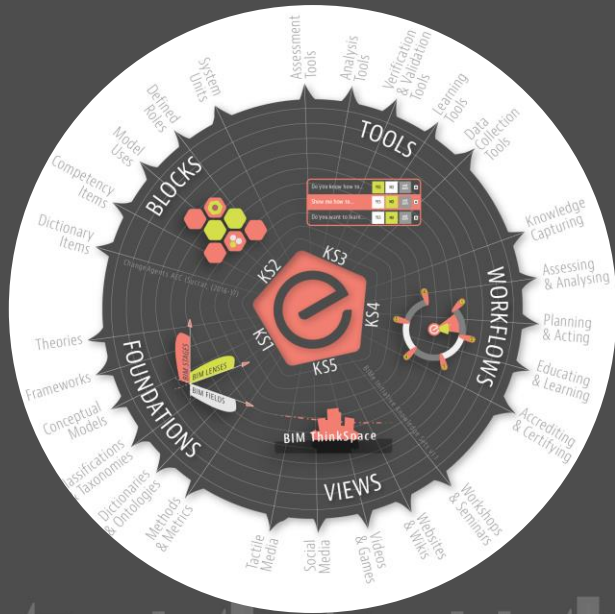 Assessment
Tools
Analysis
Tools
Verification
& Validation
Tools
Learning
Tools
Data
Collection
Tools
Knowledge
Capturing
Assessing
& Analysing
Planning
& Acting
Educating
& Learning
Accrediting
& Certifying
Workshops
& Seminars
Websites
& Wikis
Videos
& Games
Social
Media
Tactile
Media
Methods
& Metrics
Dictionaries
& Ontologies
lassifications
Taxonomies
Conceptual
Models
Frameworks
Theories
Dictionary
Items
Competency
Items
Model
Uses
Defined
Roles
System
Units
TOOLS
WORKFLOWS
VIEWS
FOUNDATIONS
BLOCKS
KS1
KS2
KS3
KS4
KS5
Do you know how to...
Show me how to...
Do you want to
BIM STAGES
BIM LENSES
BIM FIELDS
BIM ThinkSpace